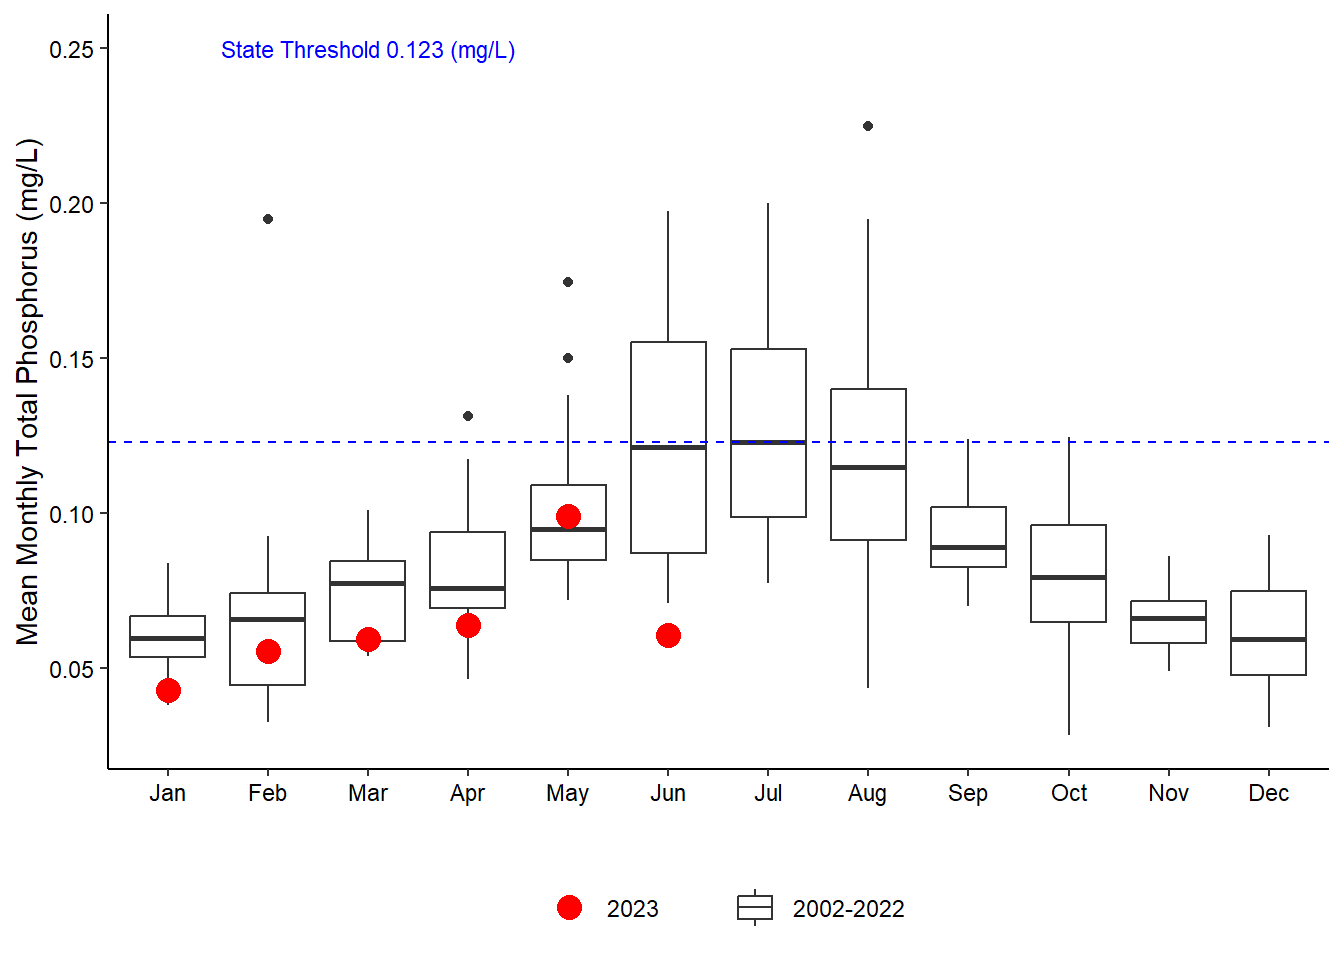 State Threshold 0.123 (mg/L)
Mean Monthly Total Phosphorus (mg/L)
0.25
0.20
0.15
0.10
0.05
Jan Feb Mar Apr May Jun Jul Aug Sep Oct Nov Dec
2023 2002-2022